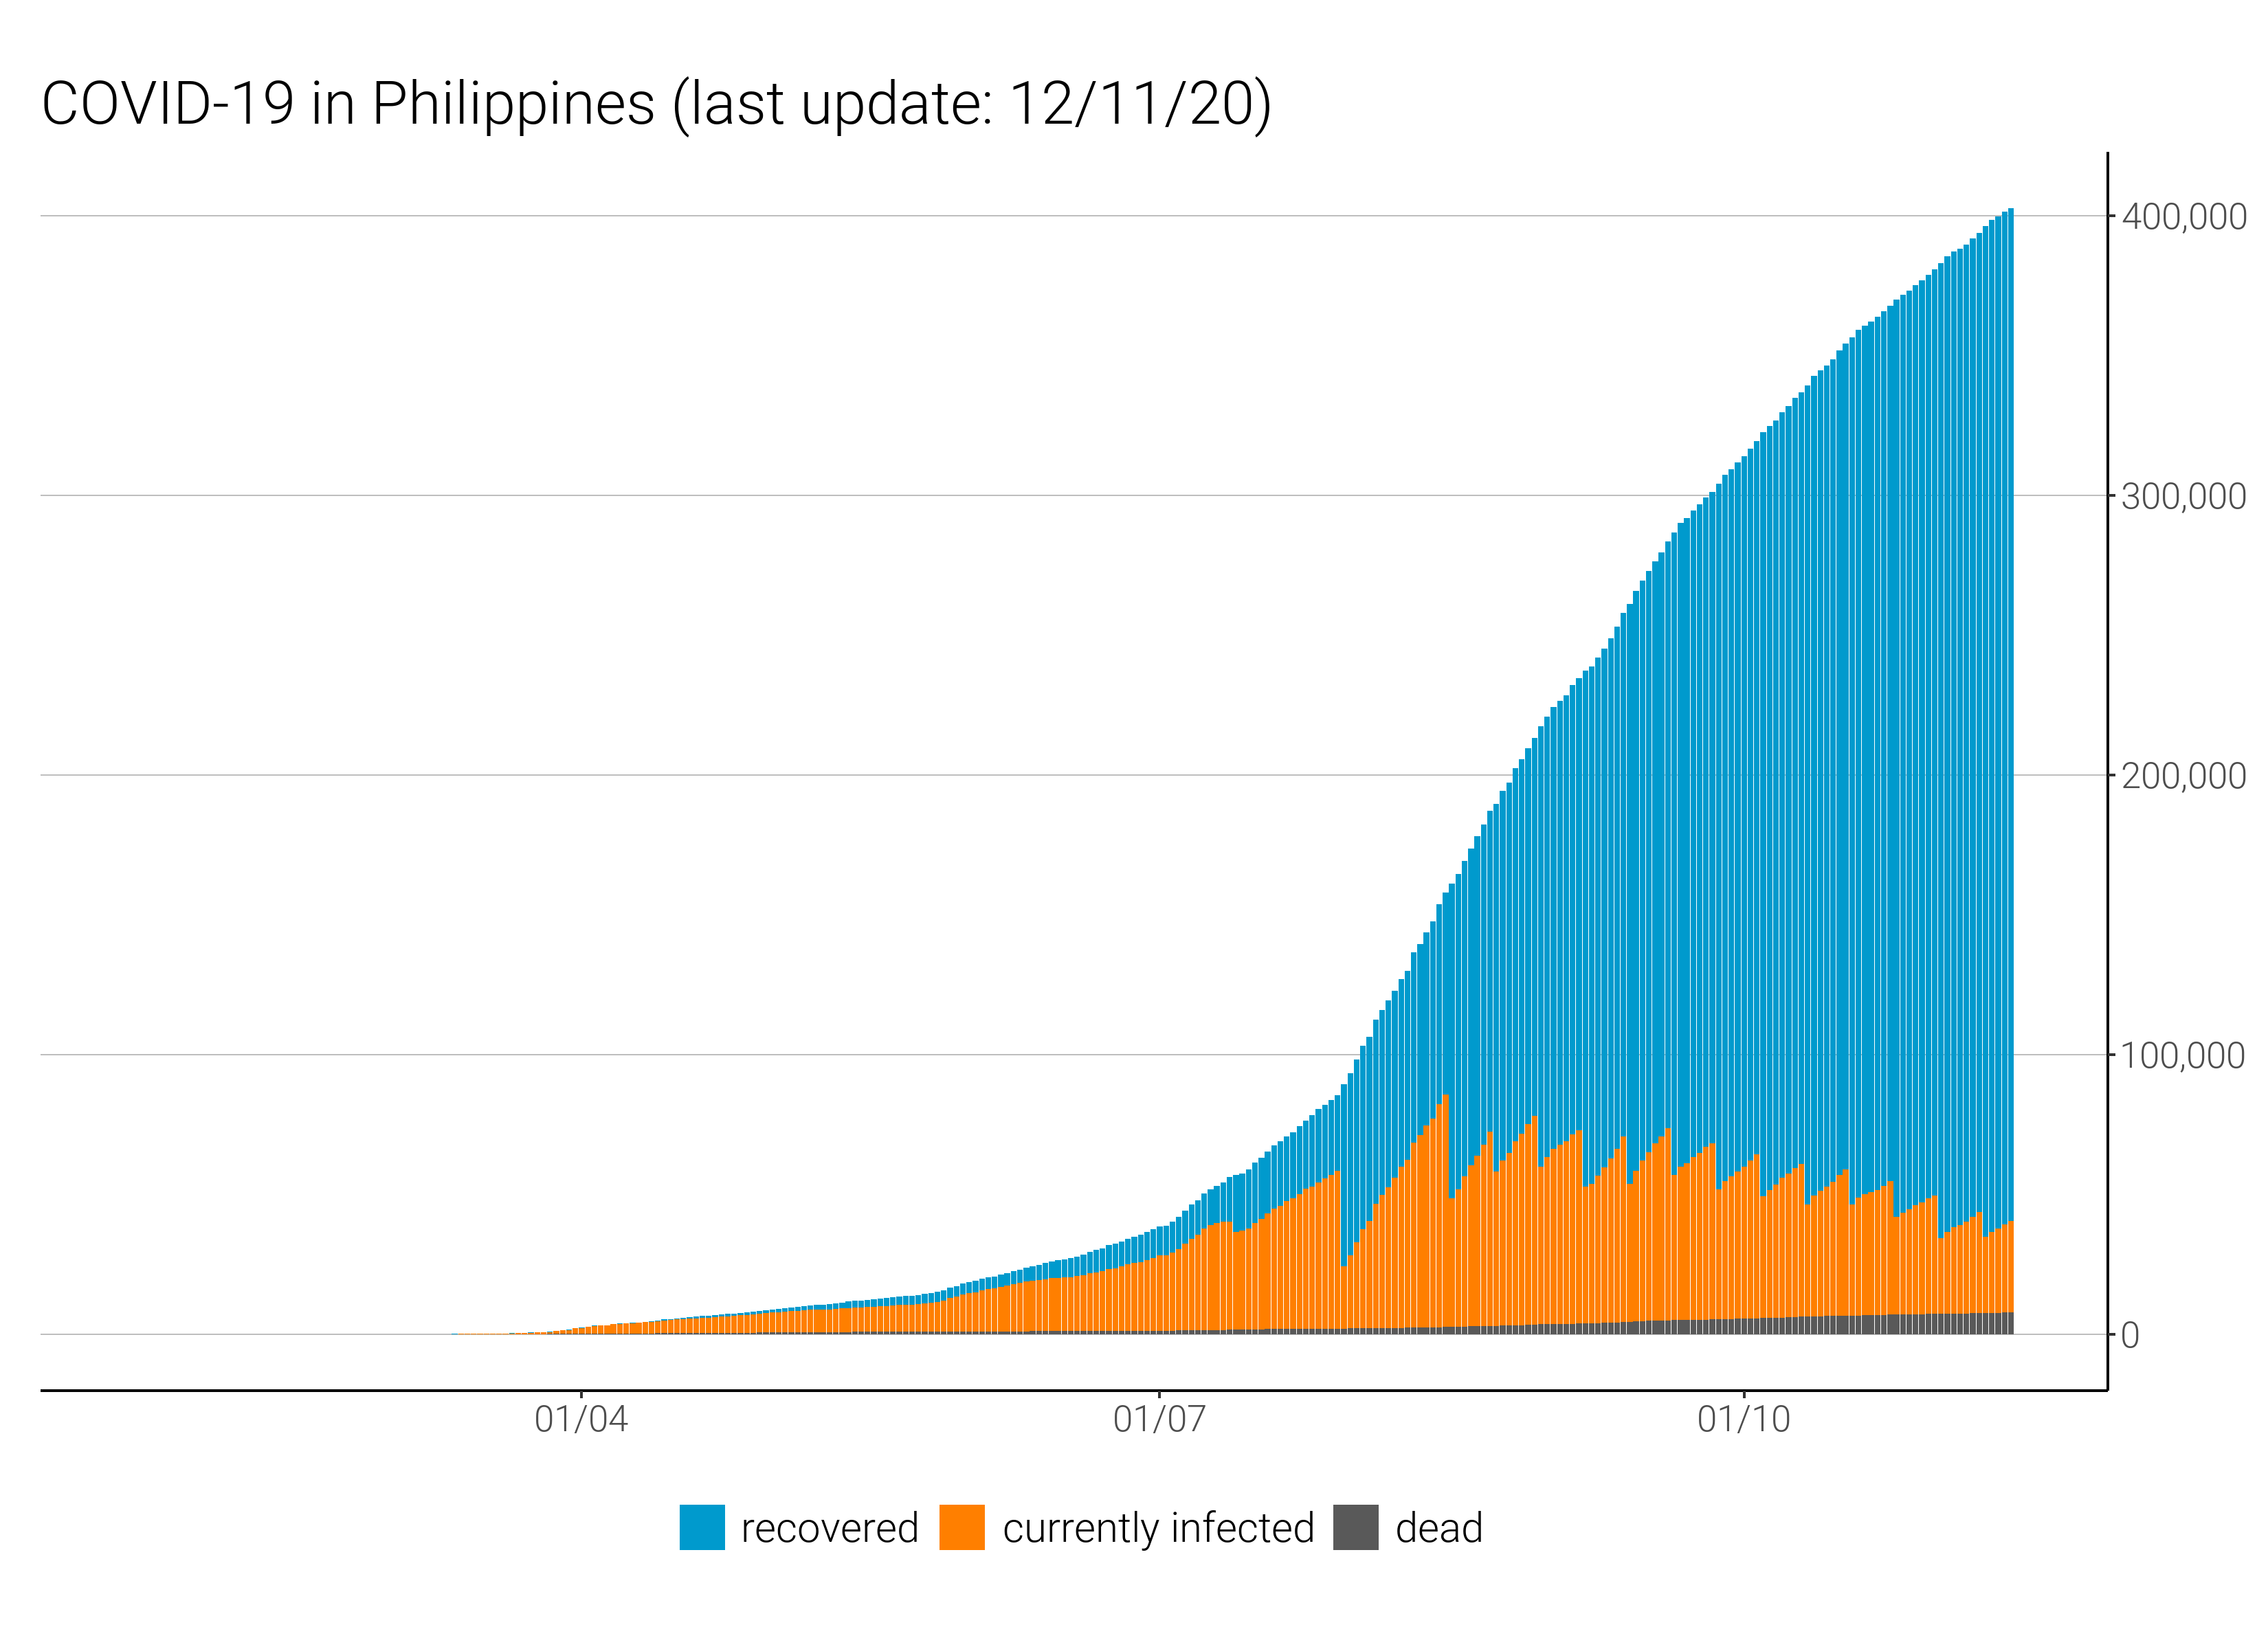 COVID-19 in Philippines (last update: 12/11/20)
400,000
300,000
200,000
100,000
0
01/04 01/07 01/10
recovered currently infected dead